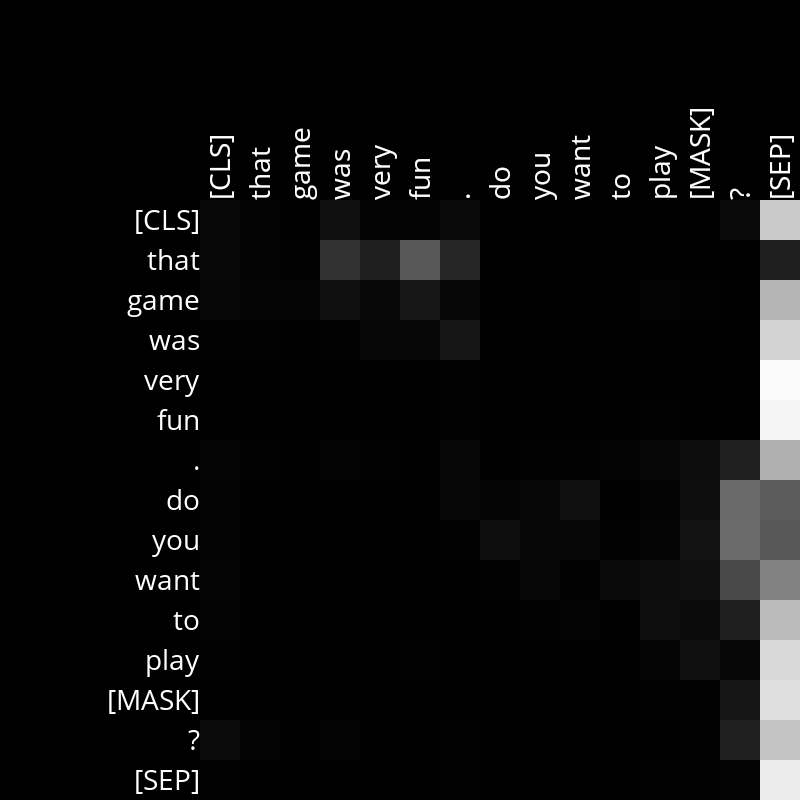 [CLS] that game was very fun . do you want to play [MASK] ? [SEP]
[CLS]
that
game
was
very
fun
.
do
you
want
to
play
[MASK]
?
[SEP]